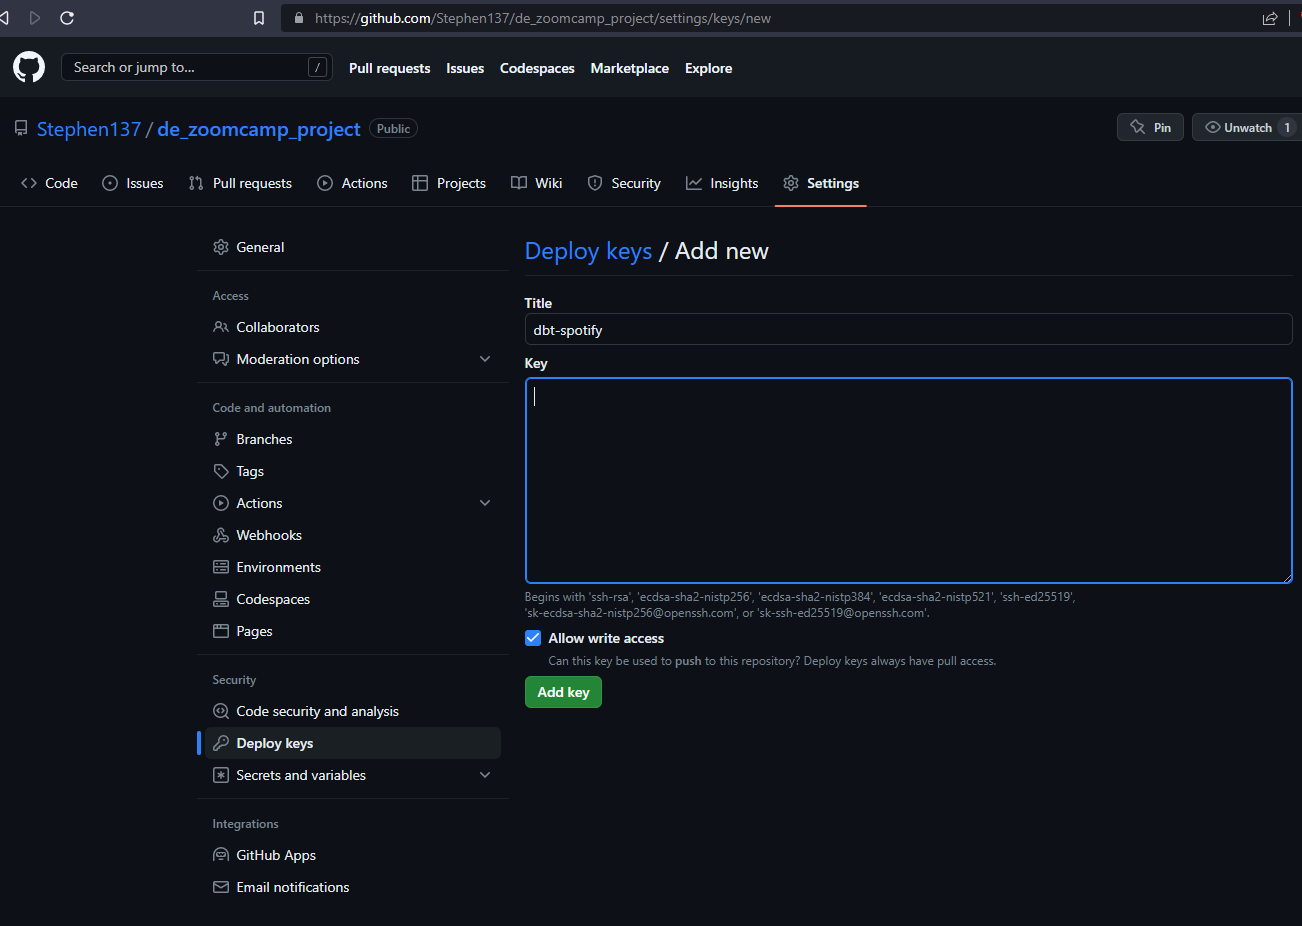 https://github.com/Stephen137/de_zoomcamp_project/settings/keys/new
Search or jump to... /
Pull requests Issues Codespaces Marketplace Explore
Stephen137 / de_zoomcamp_project Public
Pin
Unwatch 1
Code Issues Pull requests Actions Projects Wiki Security Insights Settings
General
Access
Collaborators
Moderation options
Code and automation
Branches
Tags
Actions
Webhooks
Environments
Codespaces
Pages
Security
Code security and analysis
Deploy keys
Secrets and variables
Integrations
GitHub Apps
Email notifications
Deploy keys / Add new
Title
dbt-spotify
Key
Begins with 'ssh-rsa', 'ecdsa-sha2-nistp256', 'ecdsa-sha2-nistp384', 'ecdsa-sha2-nistp521', 'ssh-ed25519',
'sk-ecdsa-sha2-nistp256@openssh.com', or 'sk-ssh-ed25519@openssh.com'.
Allow write access
Can this key be used to push to this repository? Deploy keys always have pull access.
Add key